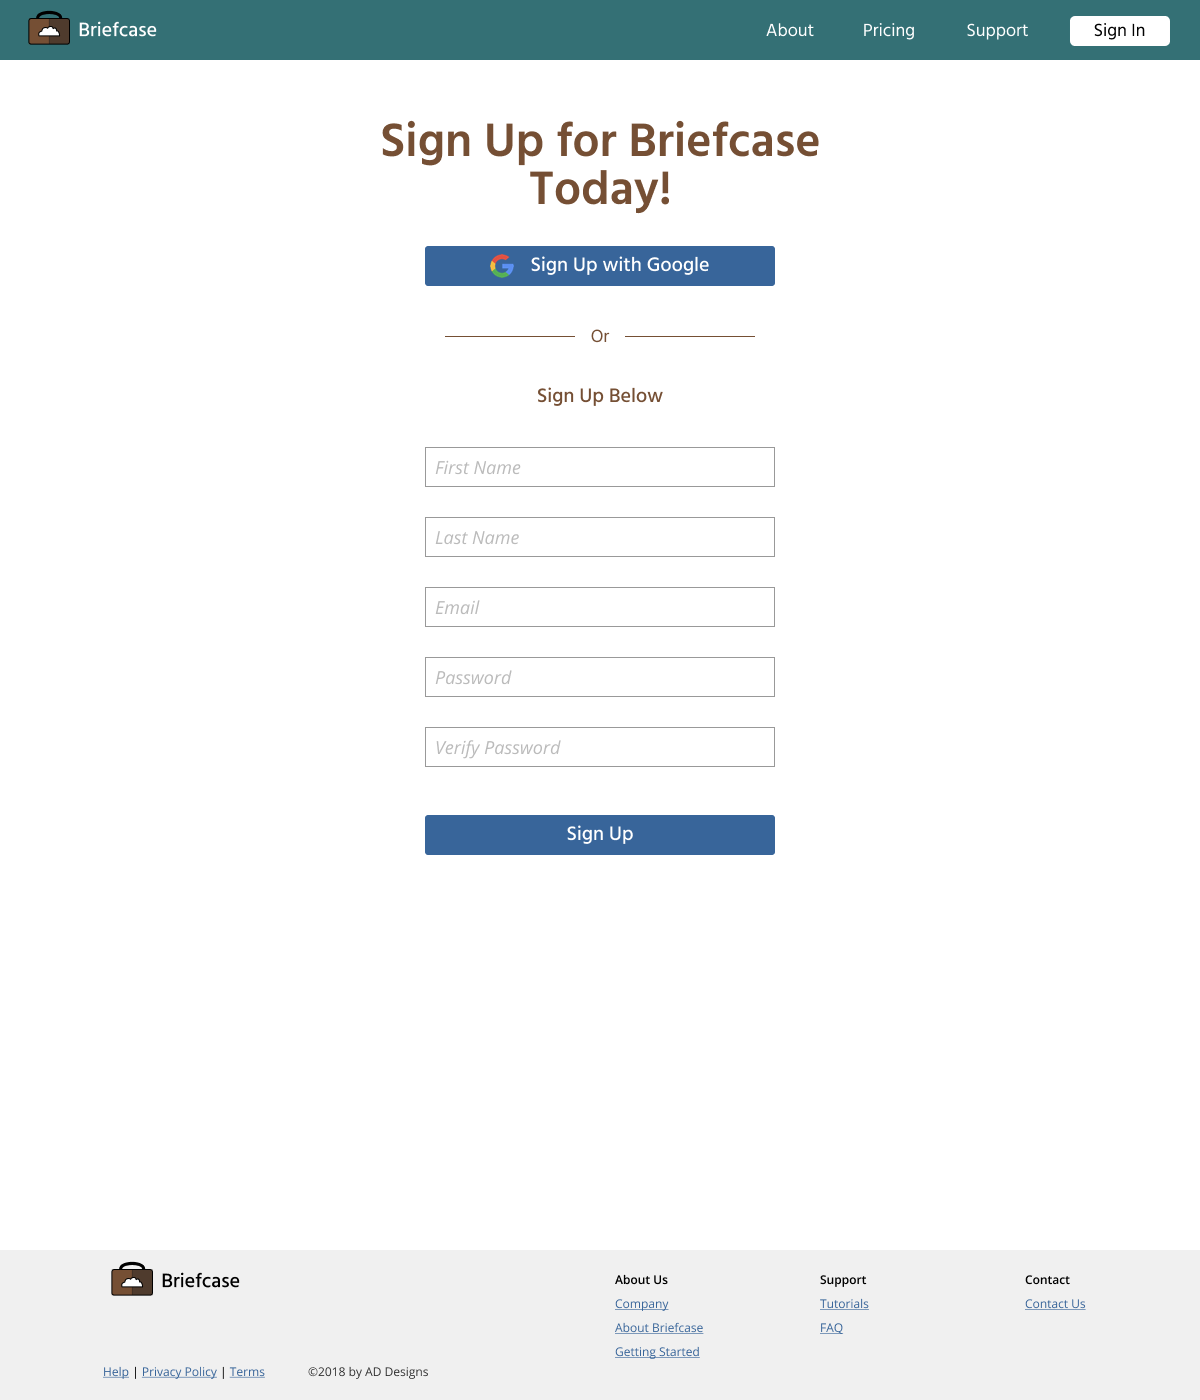 Briefcase
About Pricing Support Sign In
Sign Up for Briefcase
Today!
Sign Up with Google
Or
Sign Up Below
First Name
Last Name
Email
Password
Verify Password
Sign Up
Briefcase
About Us
Company
About Briefcase
Getting Started
Support
Tutorials
FAQ
Contact
Contact Us
Help | Privacy Policy | Terms
©2018 by AD Designs